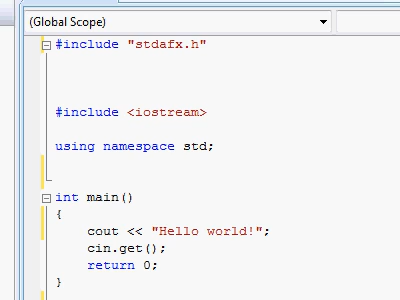 (Global Scope)
#include "stdafx.h"
#include <iostream>
using namespace std;
int main()
{
cout << "Hello world!";
cin.get();
return 0;
}